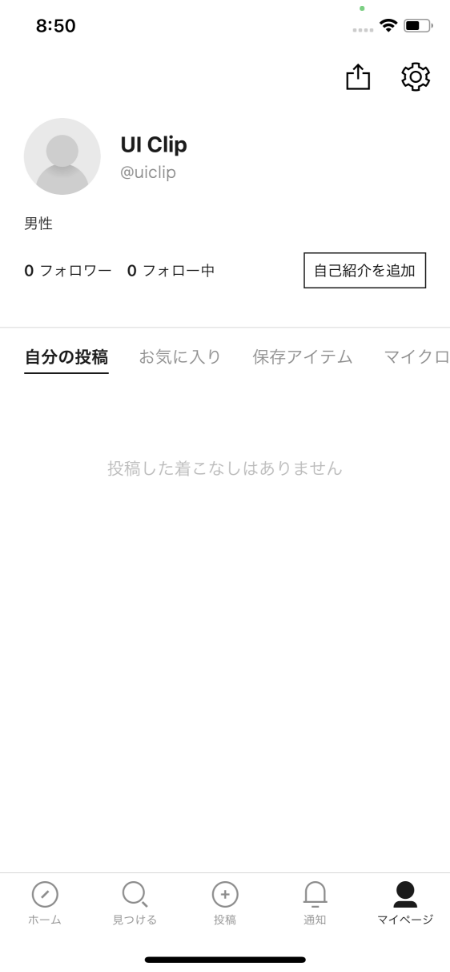 8:50
UI Clip
@uiclip
男性
0 フォロワー 0 フォロー中
自己紹介を追加
自分の投稿 お気に入り 保存アイテム マイクロ
投稿した着こなしはありません
ホーム 見つける 投稿 通知 マイページ